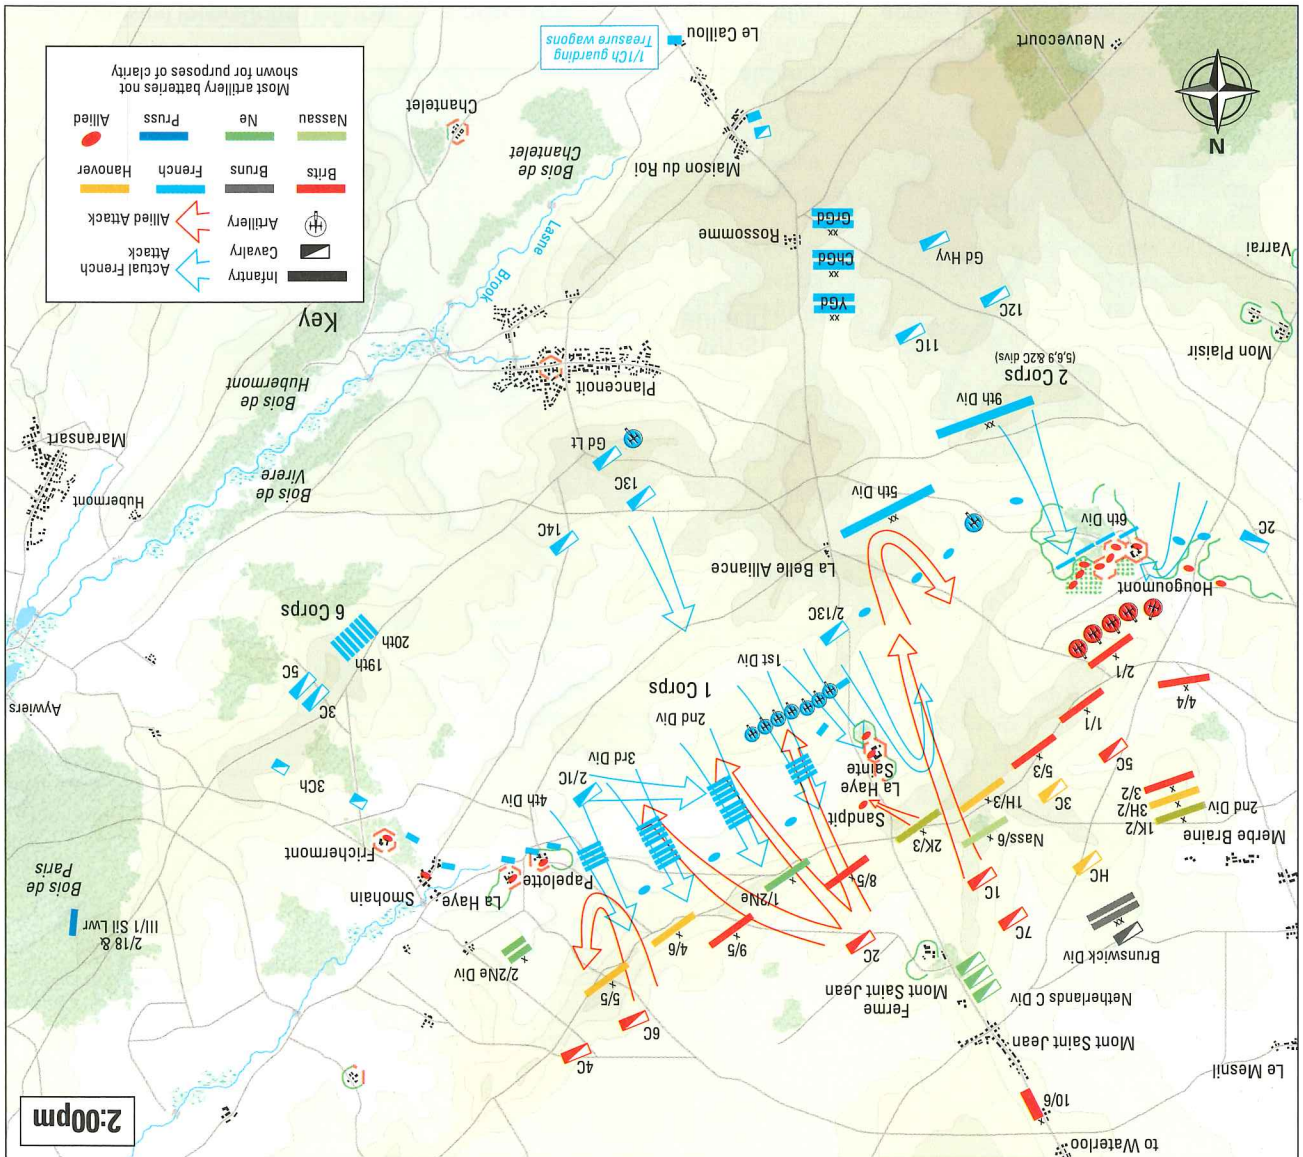 to Waterloo
2:00pm
10/6
Le Mesnil
Mont Saint Jean
4C
6C
Netherlands C Div
Mont Saint Jean
Ferme
Brunswick Div
xx
7C
2C
5/5
x
2/2Ne Div
x
2/18 &
III/1 Sil Lwr
9/5
x
4/6
x
HC
1C
8/5
x
1/2Ne
x
Bois de
Paris
Merbe Braine
2nd Div
1K/2
3H/2
3/2
x
x
Nass/6
x
2K/3
x
Sandpit
Papelotte
La Haye
Smohain
Frichermont
3C
1H/3
x
La Haye
Sainte
4th Div
2/1C
3rd Div
2nd Div
1 Corps
1st Div
3Ch
5C
5/3
x
1/1
x
4/4
x
2/1
x
3C
5C
19th
20th
6 Corps
Aywiers
2/13C
Hougoumont
La Belle Alliance
6th Div
2C
5th Div
xx
14C
13C
Gd Lt
Hubermont
Maransart
Bois de
Virere
9th Div
xx
2 Corps
(5,6,9 &2C divs)
Plancenoit
Bois de
Hubermont
Mon Plaisir
11C
12C
YGd
xx
ChGd
xx
GrGd
xx
Gd Hvy
Rossomme
Varrai
Lasne
Brook
Maison du Roi
Bois de
Chantelet
Chantelet
N
Neuvecourt
Le Caillou
1/1Ch guarding
Treasure wagons
Key
Infantry
Cavalry
Artillery
Actual French
Attack
Allied Attack
Brits
Bruns
French
Hanover
Nassau
Ne
Pruss
Allied
Most artillery batteries not
shown for purposes of clarity